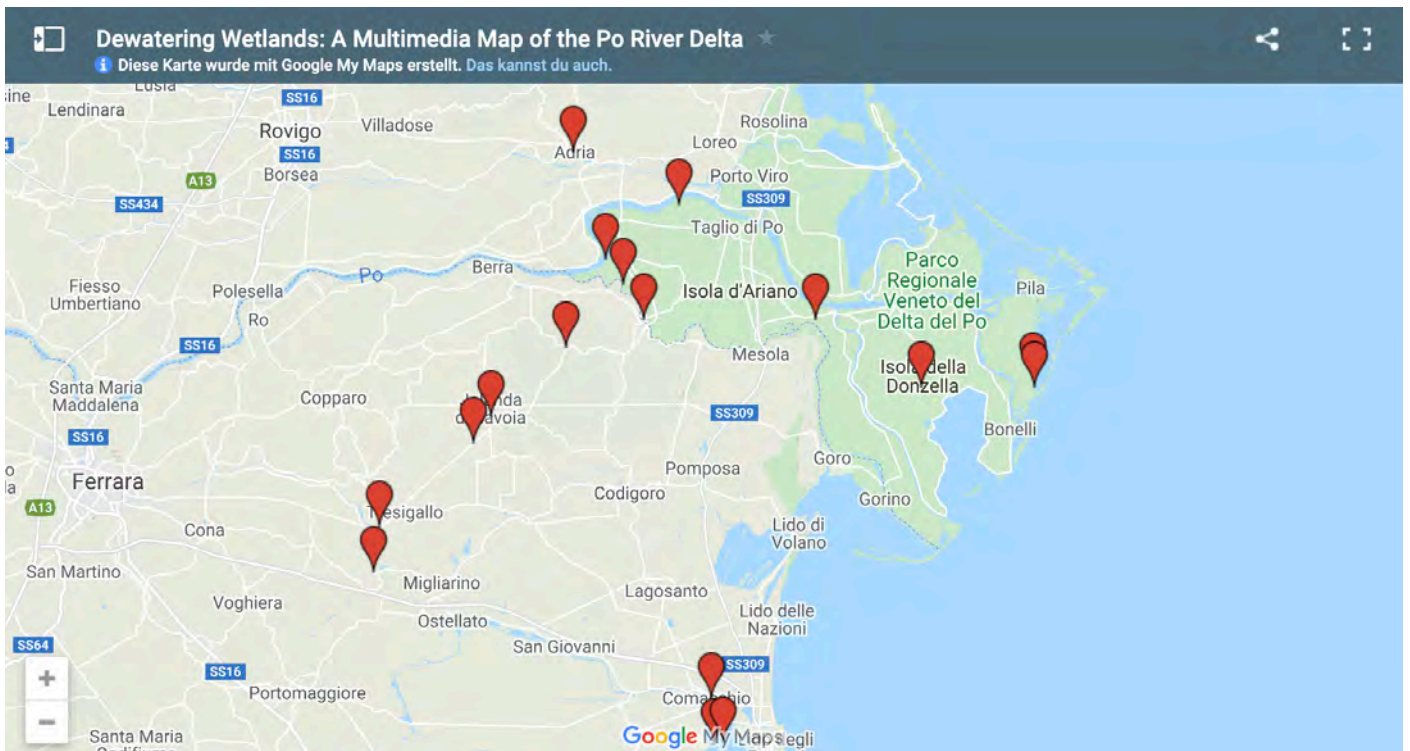 Dewatering Wetlands: A Multimedia Map of the Po River Delta
Diese Karte wurde mit Google My Maps erstellt. Das kannst du auch.
Lusia
Lendinara
SS16
Rovigo
Villadose
Rosolina
Loreo
Adria
SS16
Borsea
A13
Porto Viro
SS434
SS309
Taglio di Po
Parco
Regionale
Veneto del
Delta del Po
Berra
Po
Fiesso
Umbertiano
Polesella
Isola d'Ariano
Pila
Ro
SS16
Mesola
Isola della
Donzella
Santa Maria
Maddalena
Copparo
SS309
Bonelli
SS16
Goro
Pomposa
Ferrara
Codigoro
Gorino
A13
Cona
Lido di
Volano
San Martino
Migliarino
Lagosanto
Voghiera
Lido delle
Nazioni
Ostellato
SS64
San Giovanni
SS309
SS16
+
Portomaggiore
−
Santa Maria
Google My Maps